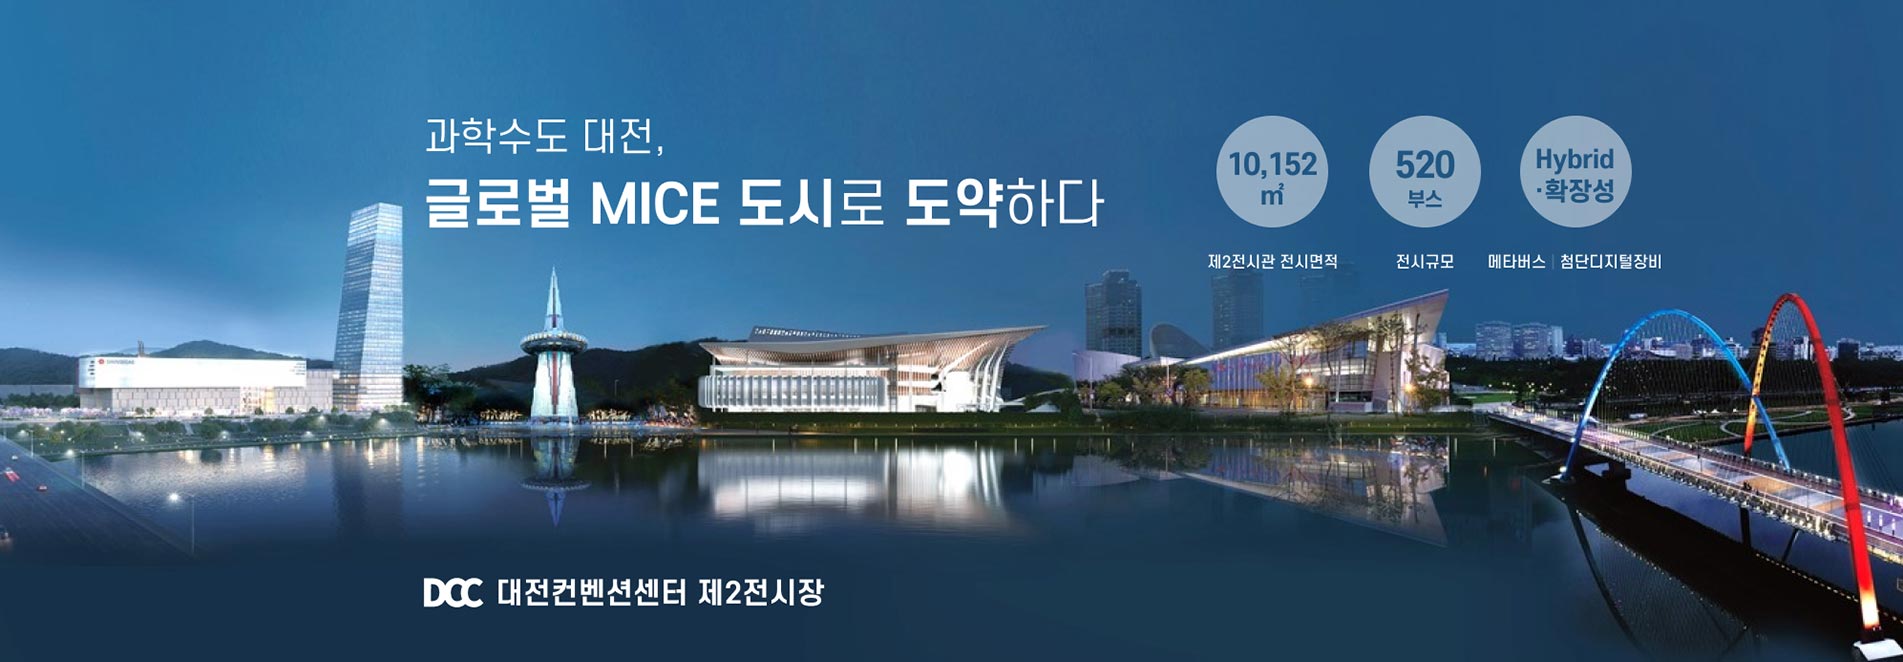 과학수도 대전,
글로벌 MICE 도시로 도약하다
10,152
㎡
제2전시관 전시면적
520
부스
전시규모
Hybrid
·확장성
메타버스 | 첨단디지털장비
DCC 대전컨벤션센터 제2전시장